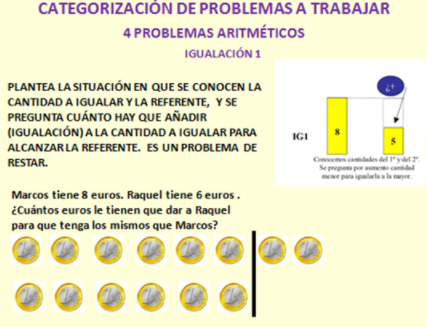 CATEGORIZACIÓN DE PROBLEMAS A TRABAJAR
4 PROBLEMAS ARITMÉTICOS
IGUALACIÓN 1
PLANTEA LA SITUACIÓN EN QUE SE CONOCEN LA
CANTIDAD A IGUALAR Y LA REFERENTE, Y SE
PREGUNTA CUÁNTO HAY QUE AÑADIR
(IGUALACIÓN) A LA CANTIDAD A IGUALAR PARA
ALCANZAR LA REFERENTE. ES UN PROBLEMA DE
RESTAR.
¿+
IG1
8
5
Conocemos cantidades del 1º y del 2º.
Se pregunta por aumento cantidad
menor para igualarla a la mayor.
Marcos tiene 8 euros. Raquel tiene 6 euros .
¿Cuántos euros le tienen que dar a Raquel
para que tenga los mismos que Marcos?